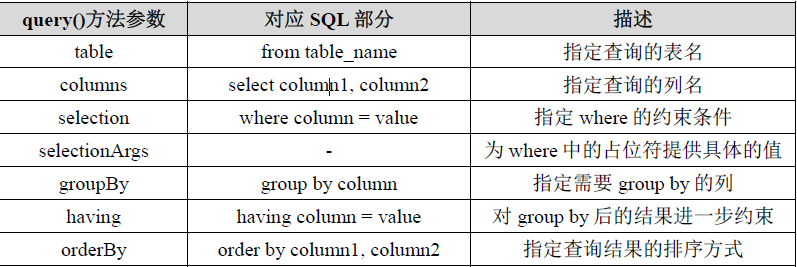 query()方法参数 对应 SQL 部分 描述
table from table_name 指定查询的表名
columns select column1, column2 指定查询的列名
selection where column = value 指定 where 的约束条件
selectionArgs - 为 where 中的占位符提供具体的值
groupBy group by column 指定需要 group by 的列
having having column = value 对 group by 后的结果进一步约束
orderBy order by column1, column2 指定查询结果的排序方式